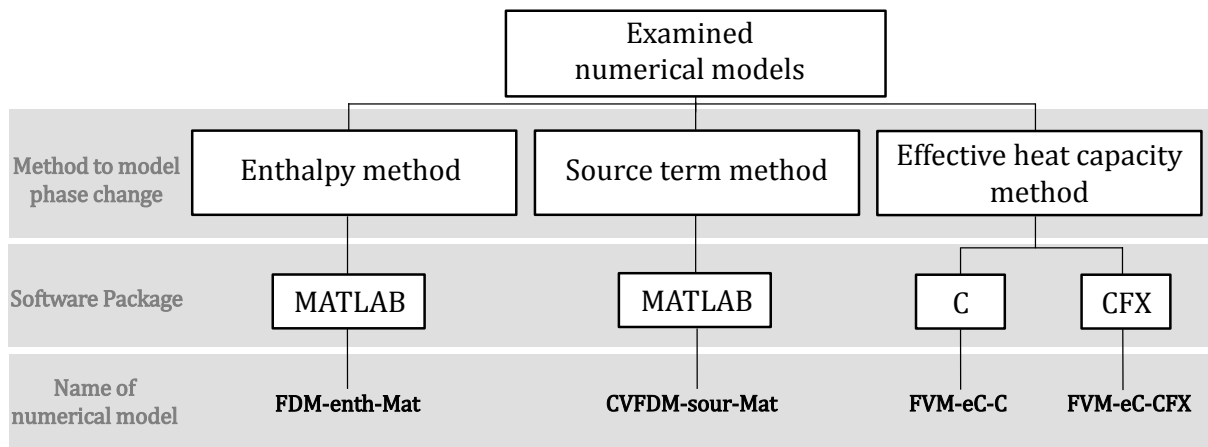 Examined
numerical models
Method to model
phase change
Enthalpy method
Source term method
Effective heat capacity
method
Software Package
MATLAB
MATLAB
C
CFX
Name of
numerical model
FDM-enth-Mat
CVFDM-sour-Mat
FVM-eC-C
FVM-eC-CFX